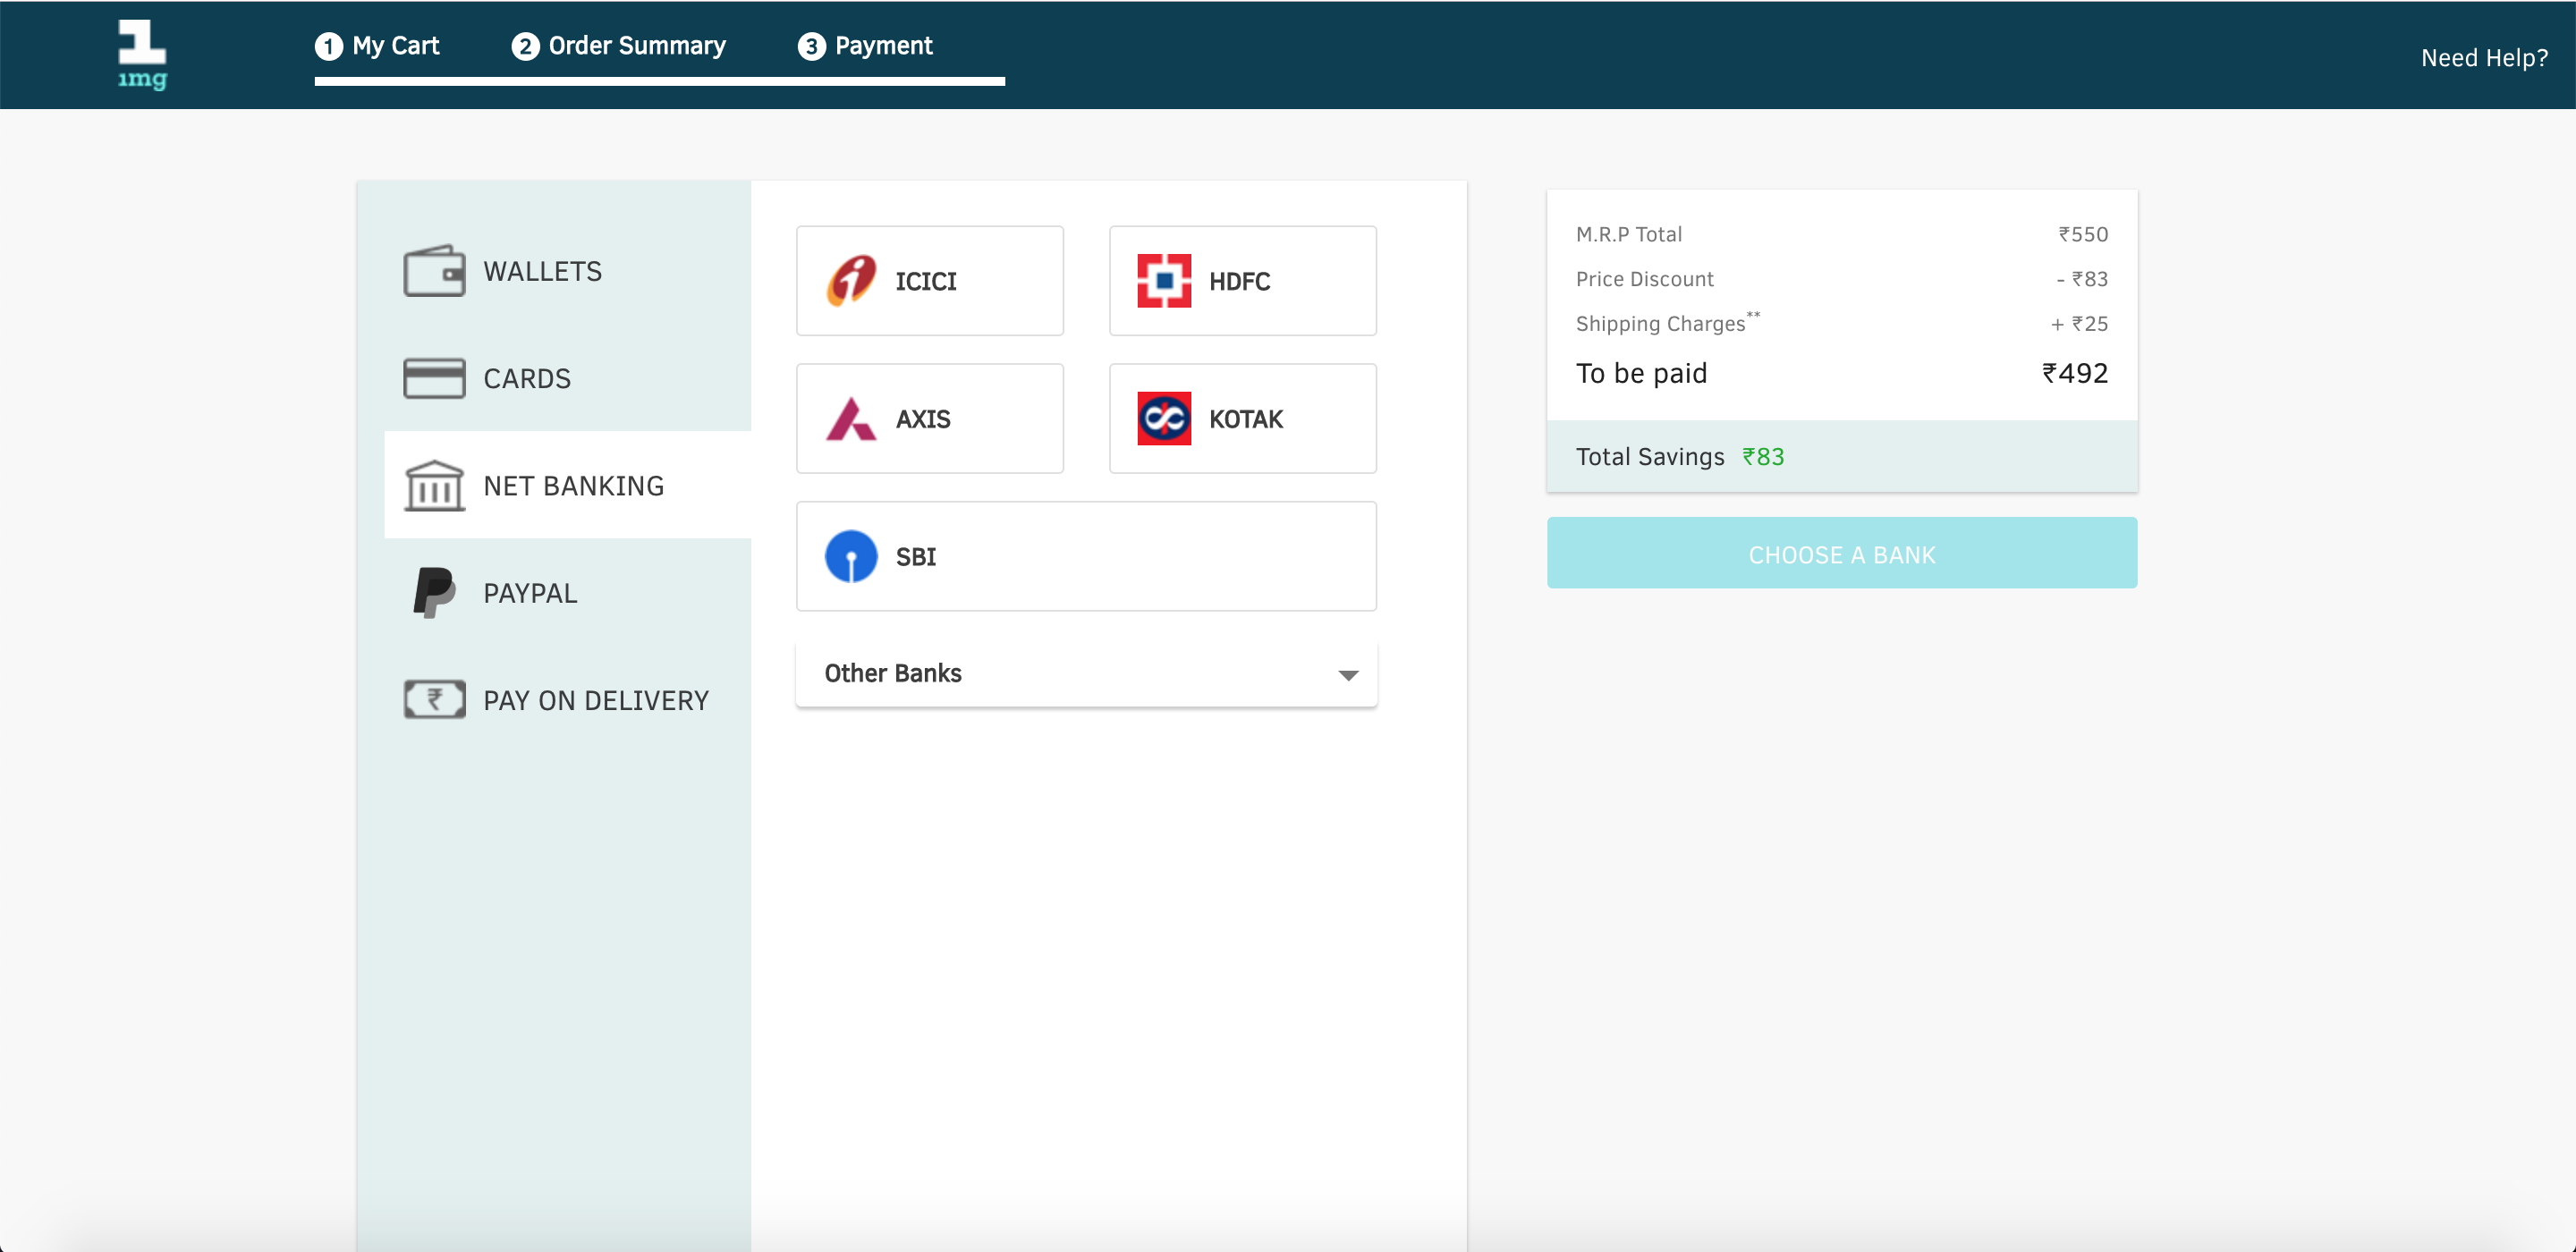 1mg
1 My Cart 2 Order Summary 3 Payment
Need Help?
WALLETS
CARDS
NET BANKING
PAYPAL
₹ PAY ON DELIVERY
ICICI
HDFC
AXIS
KOTAK
SBI
Other Banks
M.R.P Total ₹550
Price Discount - ₹83
Shipping Charges** + ₹25
To be paid ₹492
Total Savings ₹83
CHOOSE A BANK